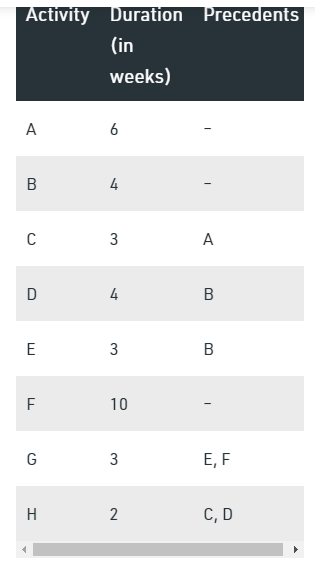 Activity Duration Precedents
(in
weeks)
A 6 –
B 4 –
C 3 A
D 4 B
E 3 B
F 10 –
G 3 E, F
H 2 C, D